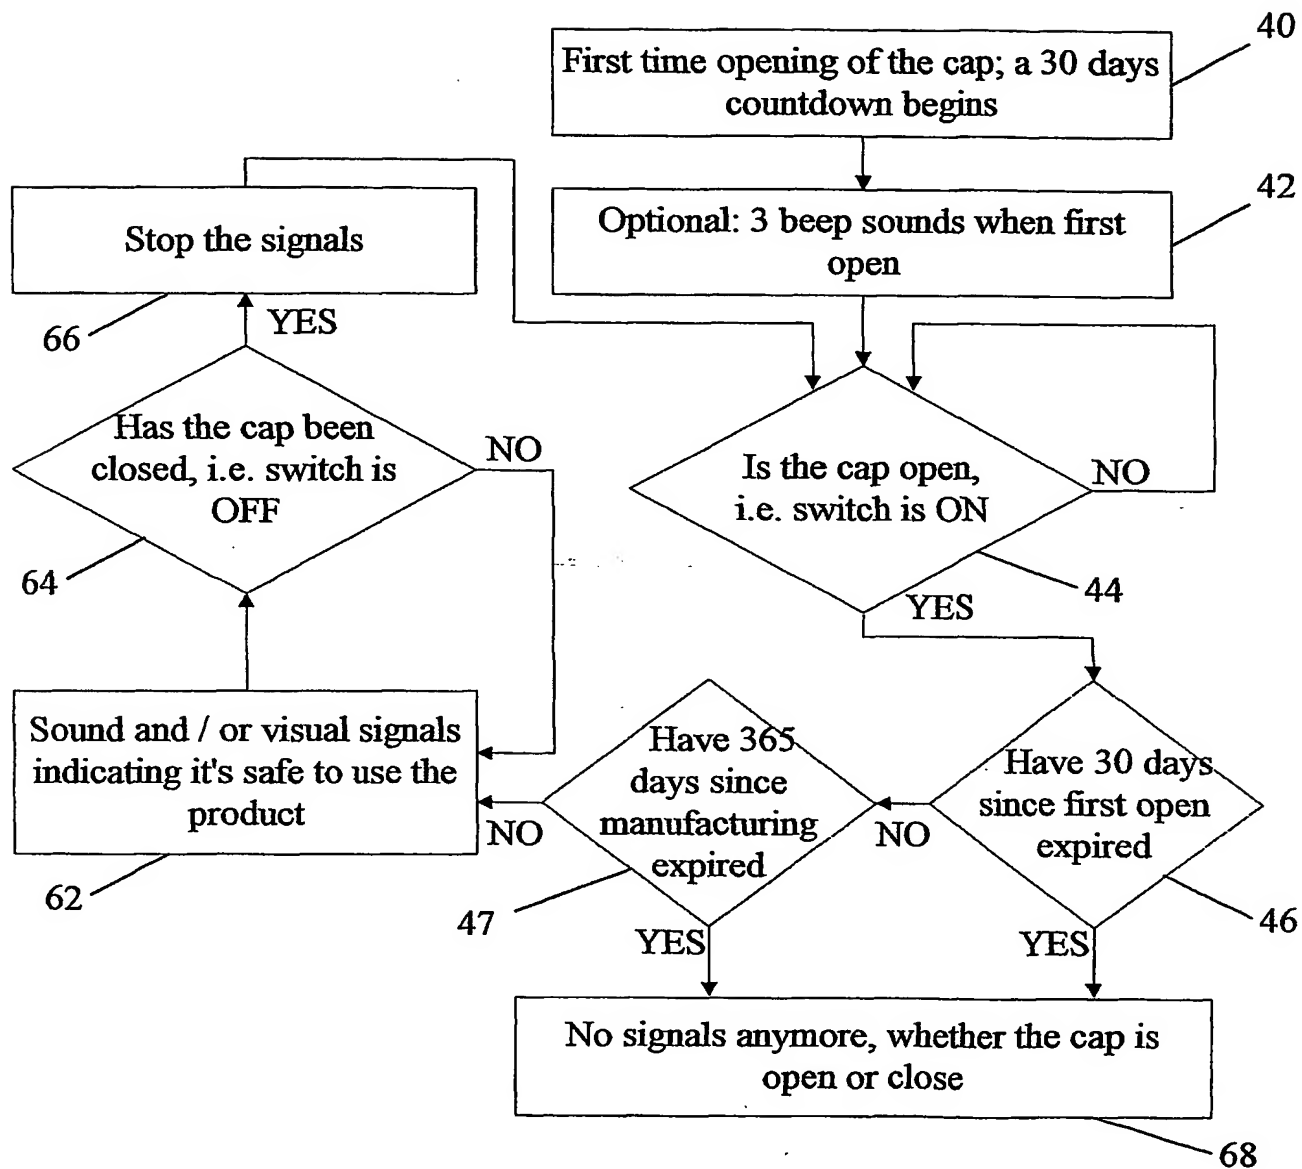 40
First time opening of the cap; a 30 days
countdown begins
42
Optional: 3 beep sounds when first
open
Stop the signals
66
YES
Has the cap been
closed, i.e. switch is
OFF
NO
64
Is the cap open,
i.e. switch is ON
NO
44
YES
Sound and / or visual signals
indicating it's safe to use the
product
62
NO
Have 365
days since
manufacturing
expired
47
YES
NO
Have 30 days
since first open
expired
46
YES
No signals anymore, whether the cap is
open or close
68